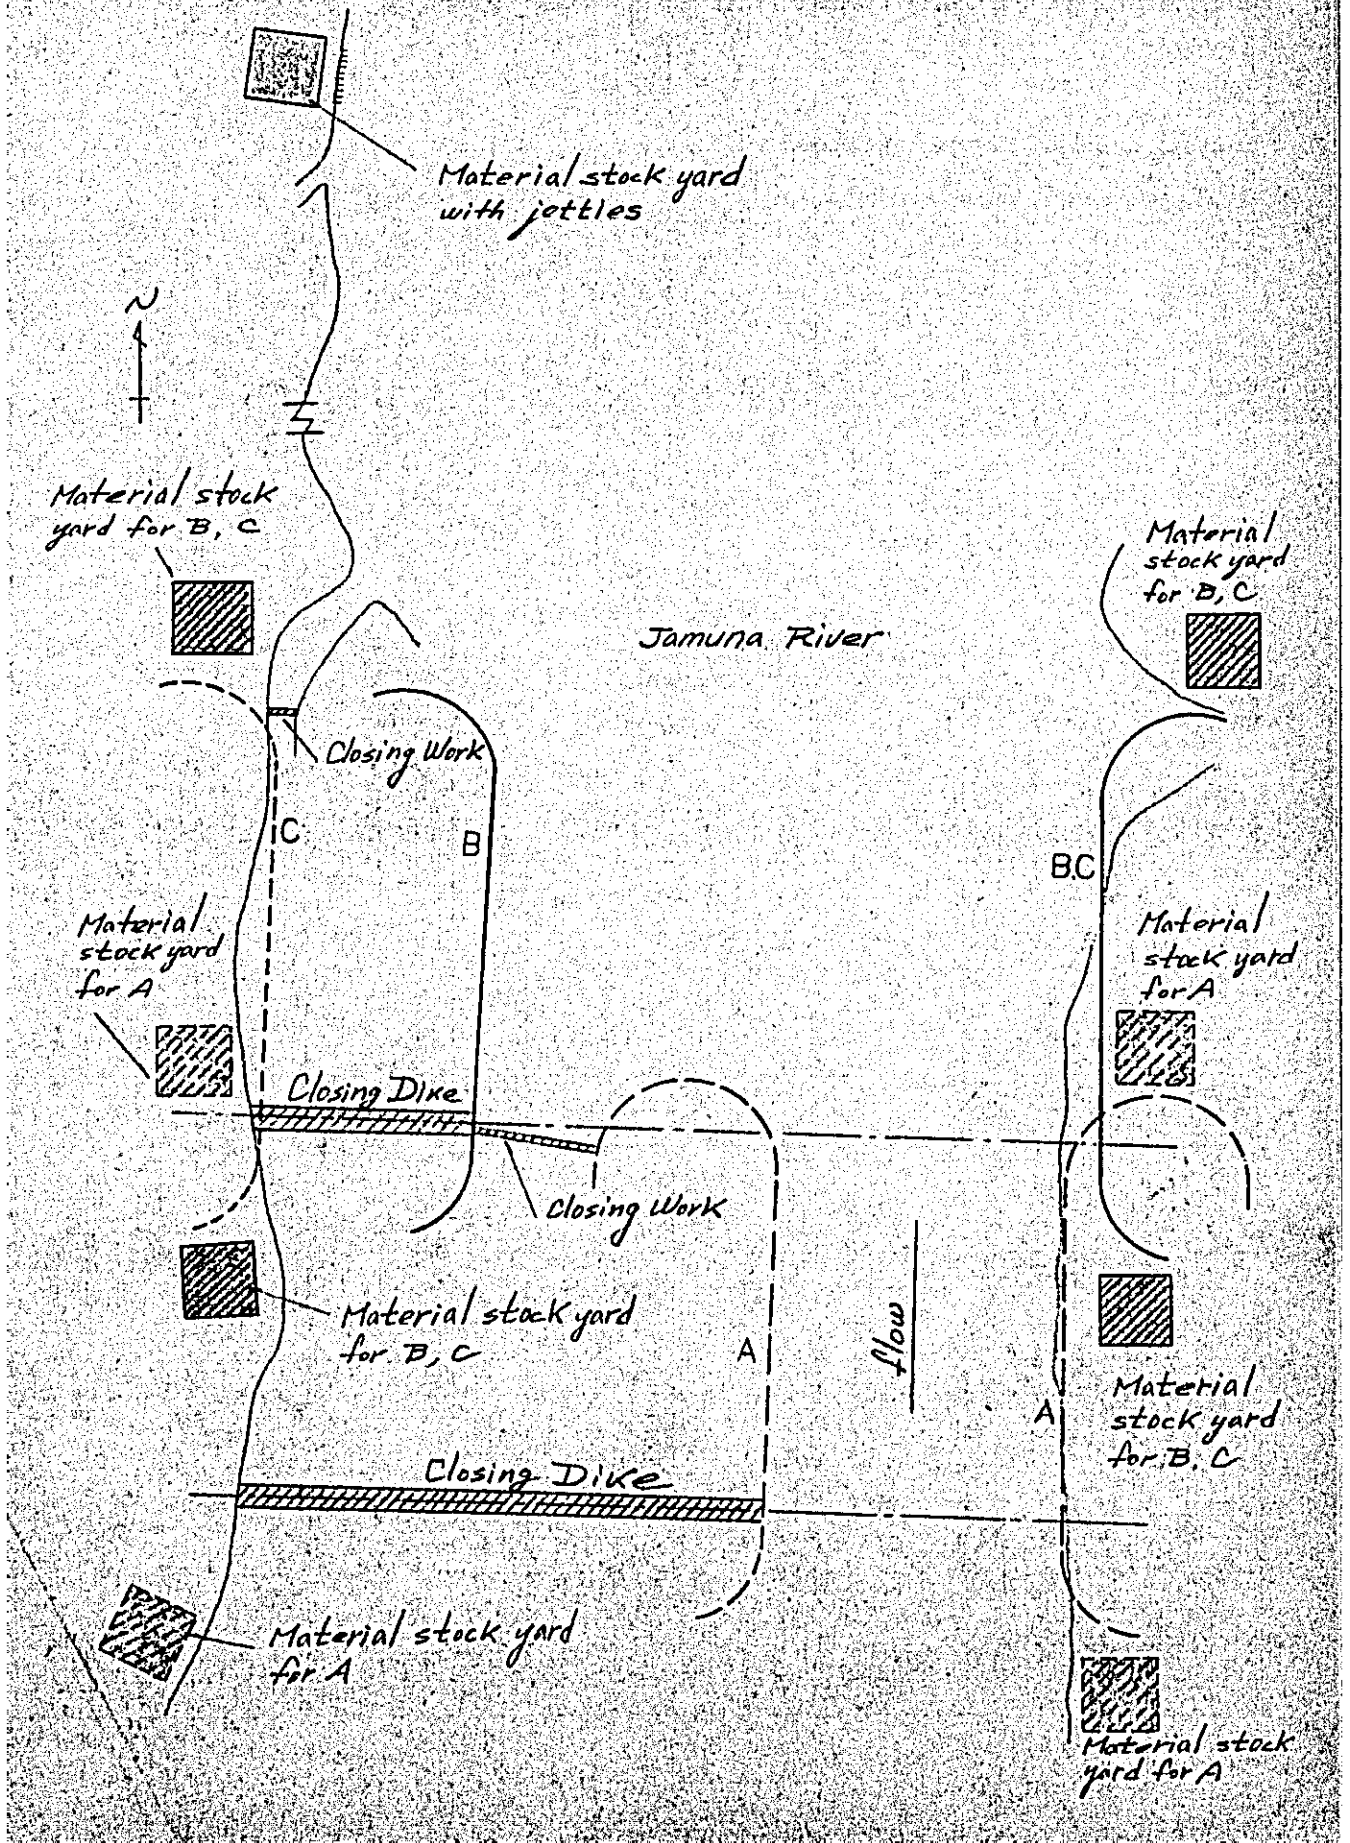 Material stock yard
with jetties
N
Material stock
yard for B, C
Material
stock yard
for B, C
Jamuna River
Closing Work
C
B
B.C
Material
stock yard
for A
Material
stock yard
for A
Closing Dike
Closing Work
Material stock yard
for B, C
A
flow
A
Material
stock yard
for B, C
Closing Dike
Material stock yard
for A
Material stock
yard for A